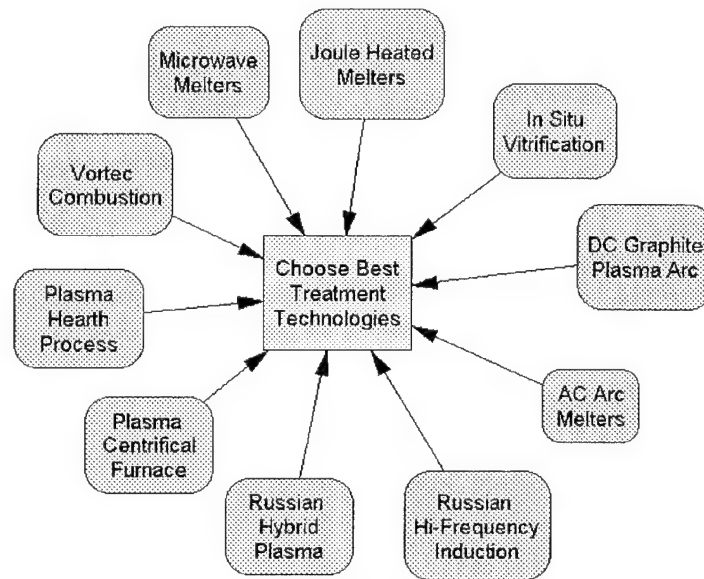 Microwave
Melters
Joule Heated
Melters
In Situ
Vitrification
Vortec
Combustion
DC Graphite
Plasma Arc
Choose Best
Treatment
Technologies
Plasma
Hearth
Process
AC Arc
Melters
Plasma
Centrifical
Furnace
Russian
Hybrid
Plasma
Russian
Hi-Frequency
Induction